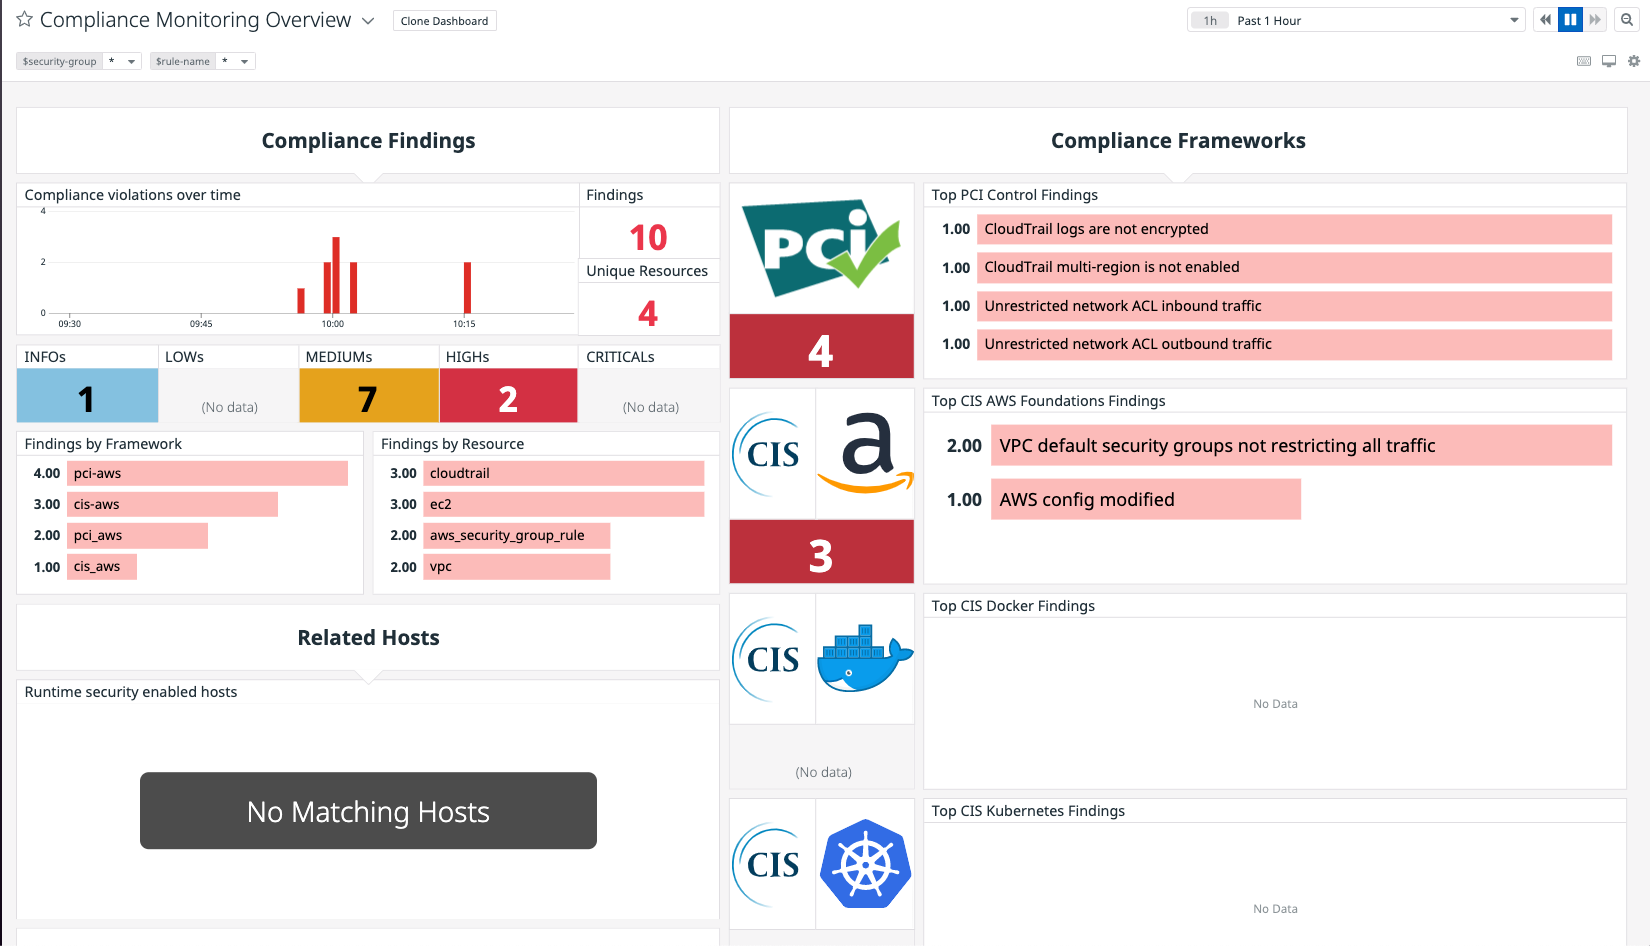 Compliance Monitoring Overview
Clone Dashboard
1h Past 1 Hour
$security-group *
$rule-name *
Compliance Findings
Compliance violations over time
4
2
0
09:30 09:45 10:00 10:15
Findings
10
Unique Resources
4
INFOs
1
LOWs
(No data)
MEDIUMs
7
HIGHs
2
CRITICALs
(No data)
Findings by Framework
4.00 pci-aws
3.00 cis-aws
2.00 pci_aws
1.00 cis_aws
Findings by Resource
3.00 cloudtrail
3.00 ec2
2.00 aws_security_group_rule
2.00 vpc
Related Hosts
Runtime security enabled hosts
No Matching Hosts
Compliance Frameworks
PCi
4
Top PCI Control Findings
1.00 CloudTrail logs are not encrypted
1.00 CloudTrail multi-region is not enabled
1.00 Unrestricted network ACL inbound traffic
1.00 Unrestricted network ACL outbound traffic
CIS
a
3
Top CIS AWS Foundations Findings
2.00 VPC default security groups not restricting all traffic
1.00 AWS config modified
CIS
(No data)
Top CIS Docker Findings
No Data
CIS
Top CIS Kubernetes Findings
No Data